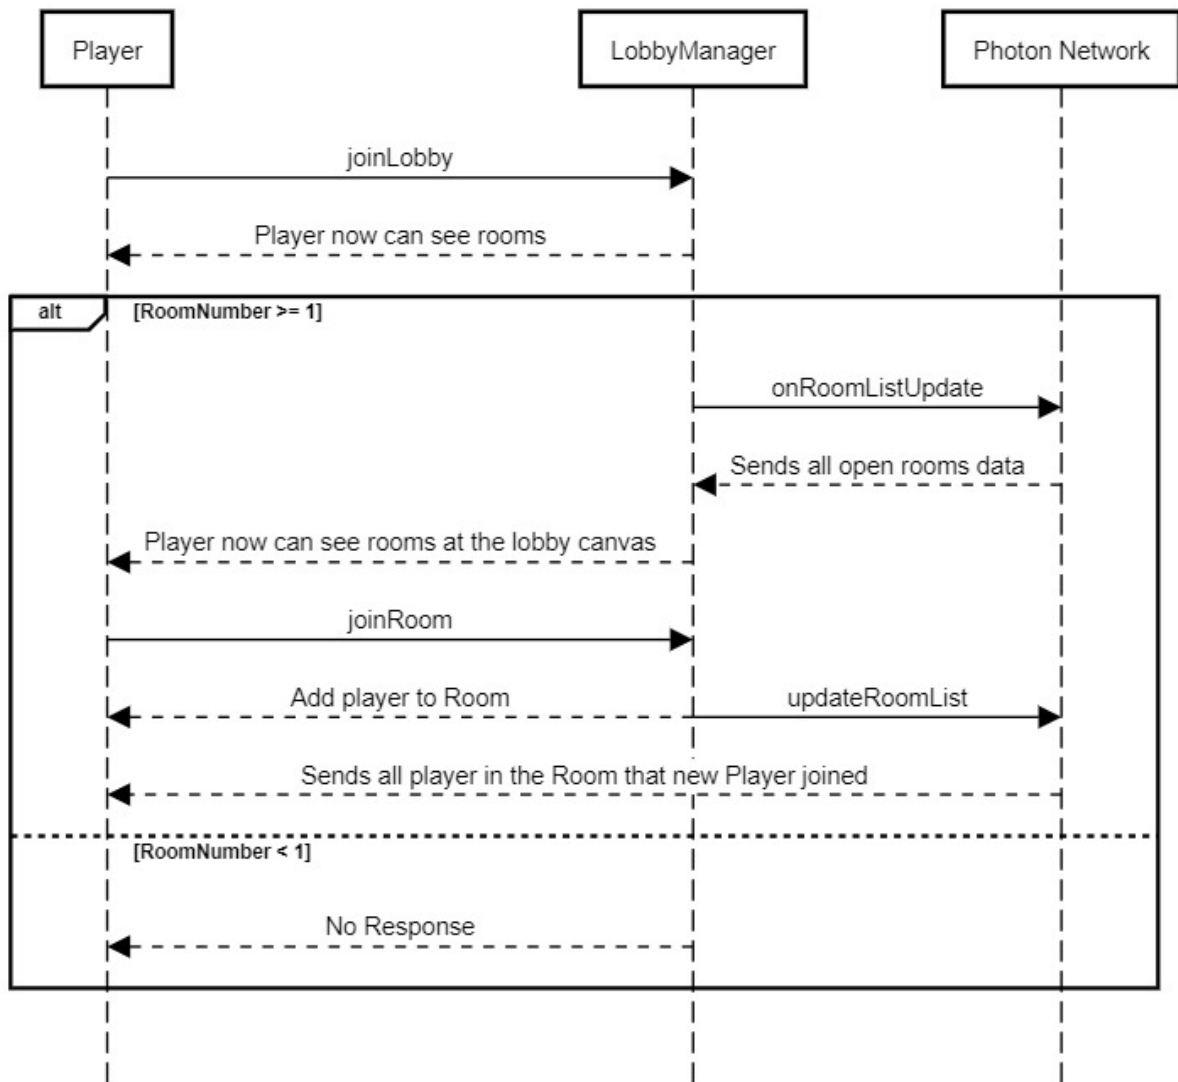 Player
LobbyManager
Photon Network
joinLobby
Player now can see rooms
alt
[RoomNumber >= 1]
onRoomListUpdate
Sends all open rooms data
Player now can see rooms at the lobby canvas
joinRoom
Add player to Room
updateRoomList
Sends all player in the Room that new Player joined
[RoomNumber < 1]
No Response